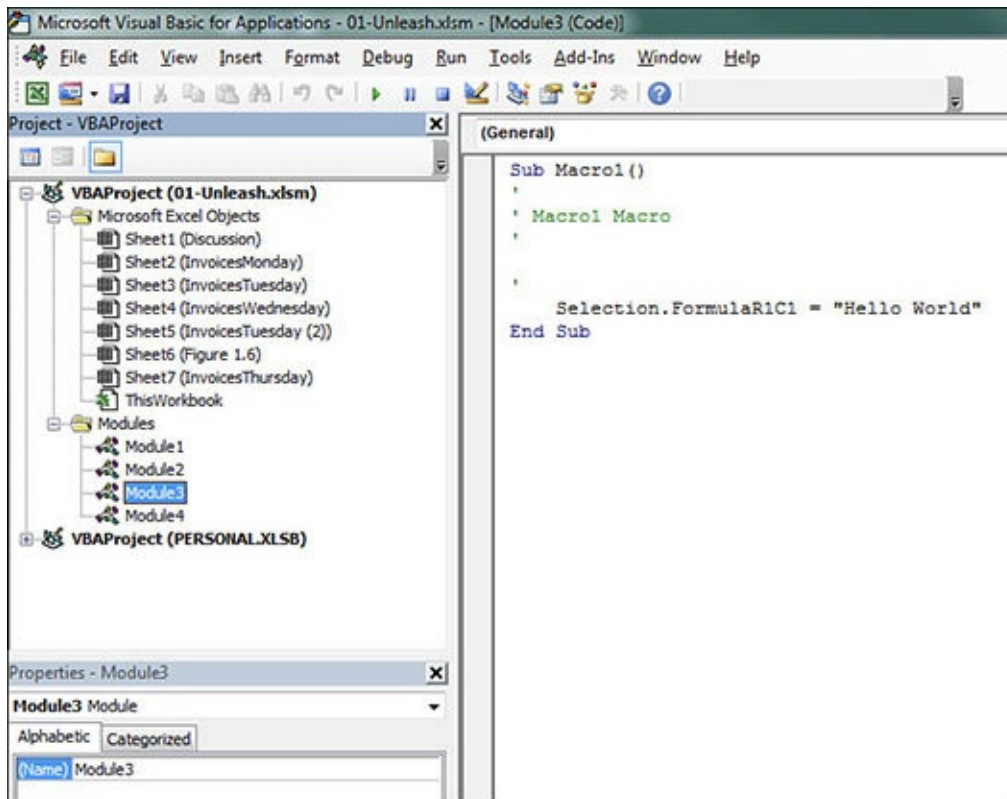 Microsoft Visual Basic for Applications - 01-Unleash.xlsm - [Module3 (Code)]
File Edit View Insert Format Debug Run Tools Add-Ins Window Help
Project - VBAProject
VBAProject (01-Unleash.xlsm)
Microsoft Excel Objects
Sheet1 (Discussion)
Sheet2 (InvoicesMonday)
Sheet3 (InvoicesTuesday)
Sheet4 (InvoicesWednesday)
Sheet5 (InvoicesTuesday (2))
Sheet6 (Figure 1.6)
Sheet7 (InvoicesThursday)
ThisWorkbook
Modules
Module1
Module2
Module3
Module4
VBAProject (PERSONAL.XLSB)
Properties - Module3
Module3 Module
Alphabetic Categorized
(Name) Module3
(General)
Sub Macro1()
'
' Macro1 Macro
'
'
Selection.FormulaR1C1 = "Hello World"
End Sub